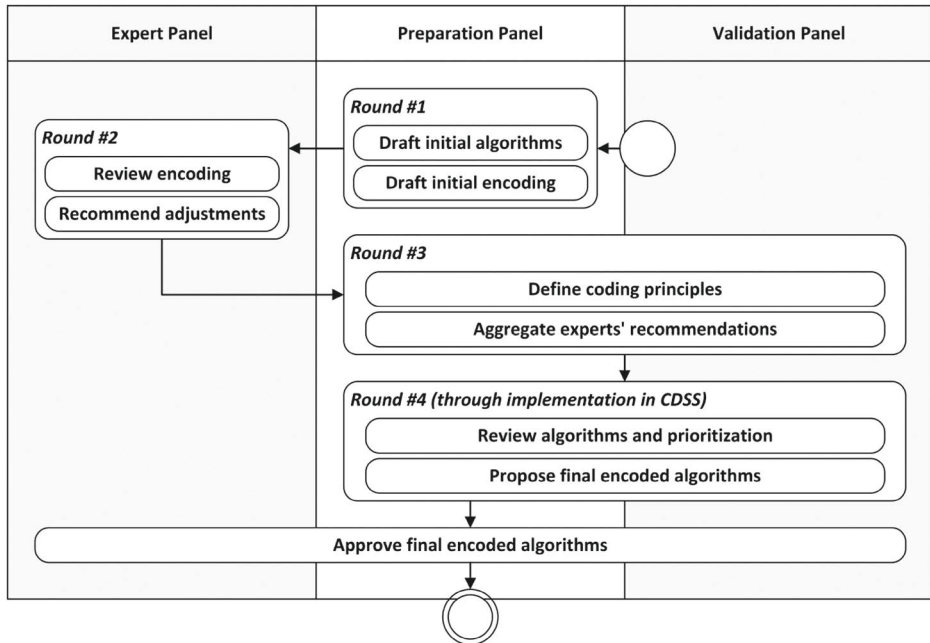 Expert Panel
Preparation Panel
Validation Panel
Round #1
Draft initial algorithms
Draft initial encoding
Round #2
Review encoding
Recommend adjustments
Round #3
Define coding principles
Aggregate experts' recommendations
Round #4 (through implementation in CDSS)
Review algorithms and prioritization
Propose final encoded algorithms
Approve final encoded algorithms